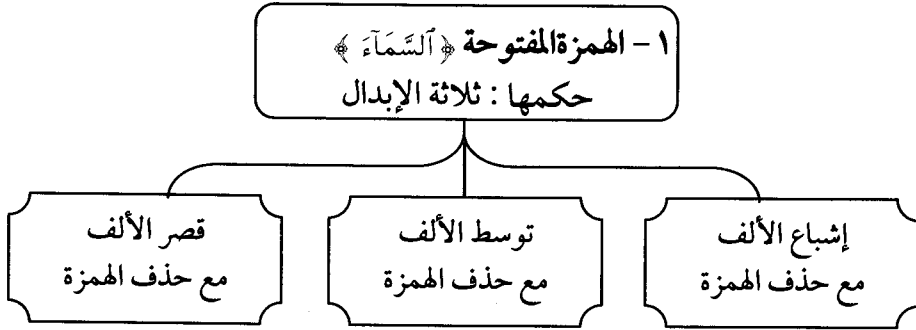 ١ - الهمزة المفتوحة ﴿ ٱلسَّمَآءَ ﴾
حكمها : ثلاثة الإبدال
إشباع الألف
مع حذف الهمزة
توسط الألف
مع حذف الهمزة
قصر الألف
مع حذف الهمزة